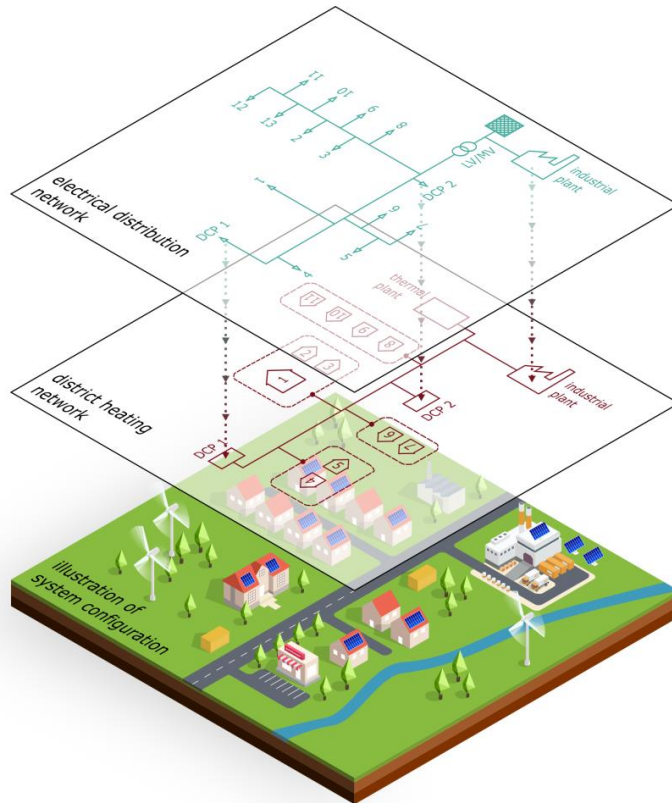 11
10
9
8
12
13
2
3
LV/MV
industrial
plant
1
DCP 2
electrical distribution
network
DCP 1
6
7
5
4
thermal
plant
11
10
9
8
2
3
1
industrial
plant
district heating
network
DCP 2
DCP 1
6
7
5
4
illustration of
system configuration